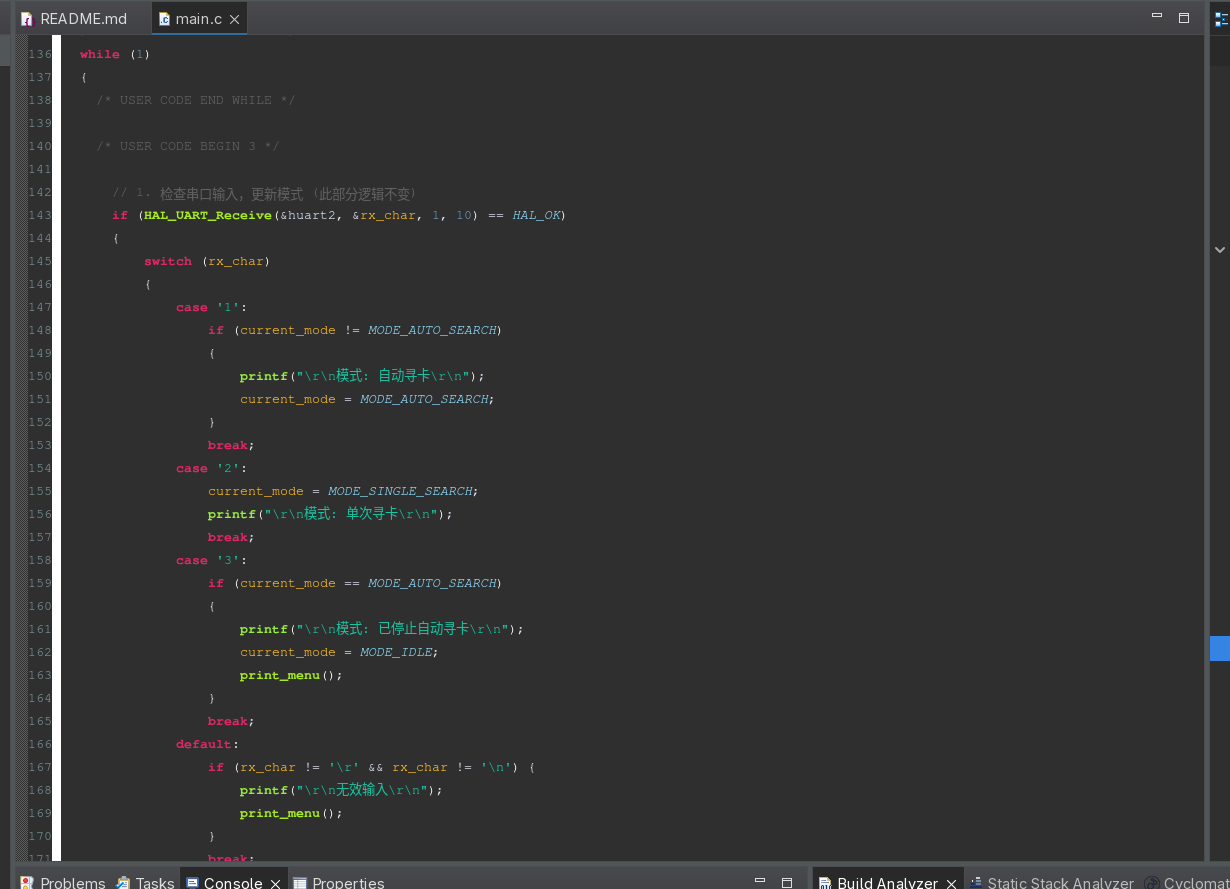 README.md main.c
136 while (1)
137 {
138 /* USER CODE END WHILE */
139
140 /* USER CODE BEGIN 3 */
141
142 // 1. 检查串口输入，更新模式 (此部分逻辑不变)
143 if (HAL_UART_Receive(&huart2, &rx_char, 1, 10) == HAL_OK)
144 {
145 switch (rx_char)
146 {
147 case '1':
148 if (current_mode != MODE_AUTO_SEARCH)
149 {
150 printf("\r\n模式: 自动寻卡\r\n");
151 current_mode = MODE_AUTO_SEARCH;
152 }
153 break;
154 case '2':
155 current_mode = MODE_SINGLE_SEARCH;
156 printf("\r\n模式: 单次寻卡\r\n");
157 break;
158 case '3':
159 if (current_mode == MODE_AUTO_SEARCH)
160 {
161 printf("\r\n模式: 已停止自动寻卡\r\n");
162 current_mode = MODE_IDLE;
163 print_menu();
164 }
165 break;
166 default:
167 if (rx_char != '\r' && rx_char != '\n') {
168 printf("\r\n无效输入\r\n");
169 print_menu();
170 }
171 break;
Problems Tasks Console Properties Build Analyzer Static Stack Analyzer Cyclomat